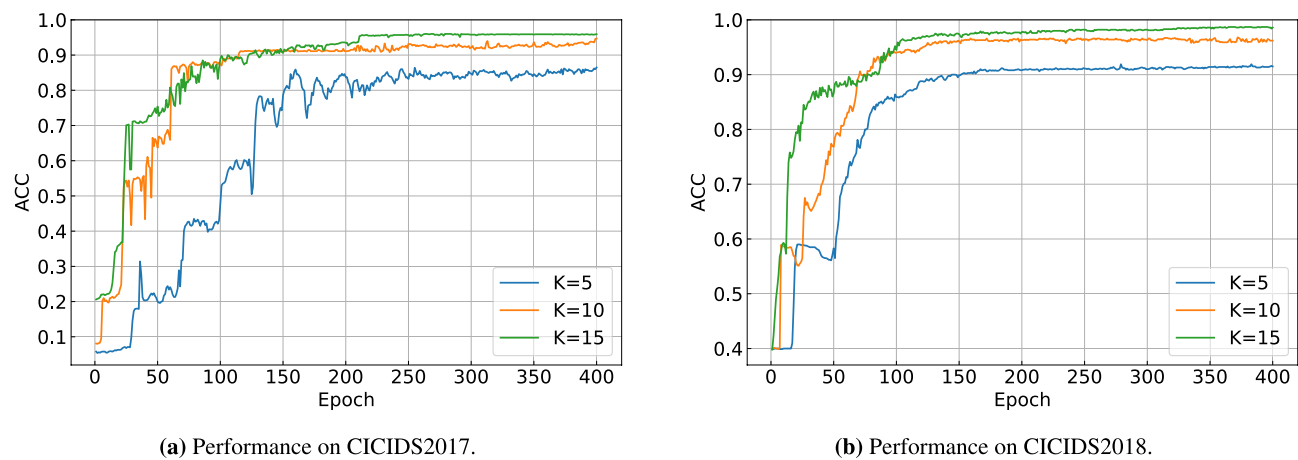 1.0
0.9
0.8
0.7
0.6
0.5
0.4
0.3
0.2
0.1
ACC
0 50 100 150 200 250 300 350 400
Epoch
K=5
K=10
K=15
(a) Performance on CICIDS2017.
1.0
0.9
0.8
0.7
0.6
0.5
0.4
ACC
0 50 100 150 200 250 300 350 400
Epoch
K=5
K=10
K=15
(b) Performance on CICIDS2018.